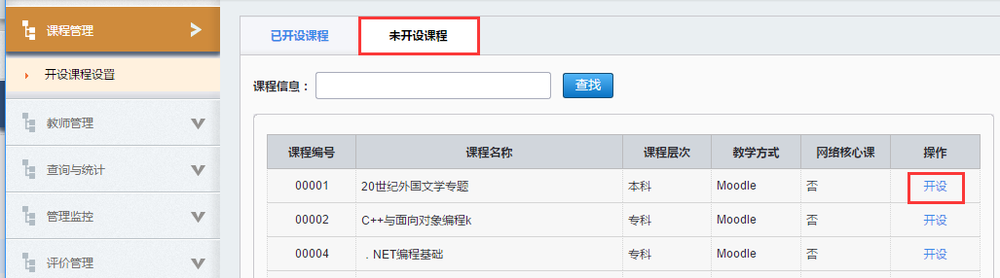 课程管理
开设课程设置
教师管理
查询与统计
管理监控
评价管理
已开设课程 未开设课程
课程信息： 查找
课程编号 课程名称 课程层次 教学方式 网络核心课 操作
00001 20世纪外国文学专题 本科 Moodle 否 开设
00002 C++与面向对象编程k 专科 Moodle 否 开设
00004 ．NET编程基础 专科 Moodle 否 开设